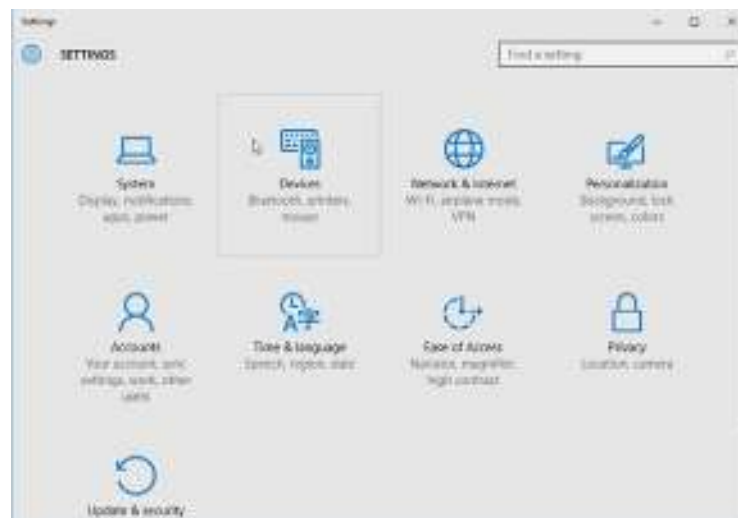 Settings
SETTINGS
Find a setting
System
Display, notifications,
apps, power
Devices
Bluetooth, printers,
mouse
Network & Internet
Wi-Fi, airplane mode,
VPN
Personalization
Background, lock
screen, colors
Accounts
Your account, sync
settings, work, other
users
Time & language
Speech, region, date
Ease of Access
Narrator, magnifier,
high contrast
Privacy
Location, camera
Update & security